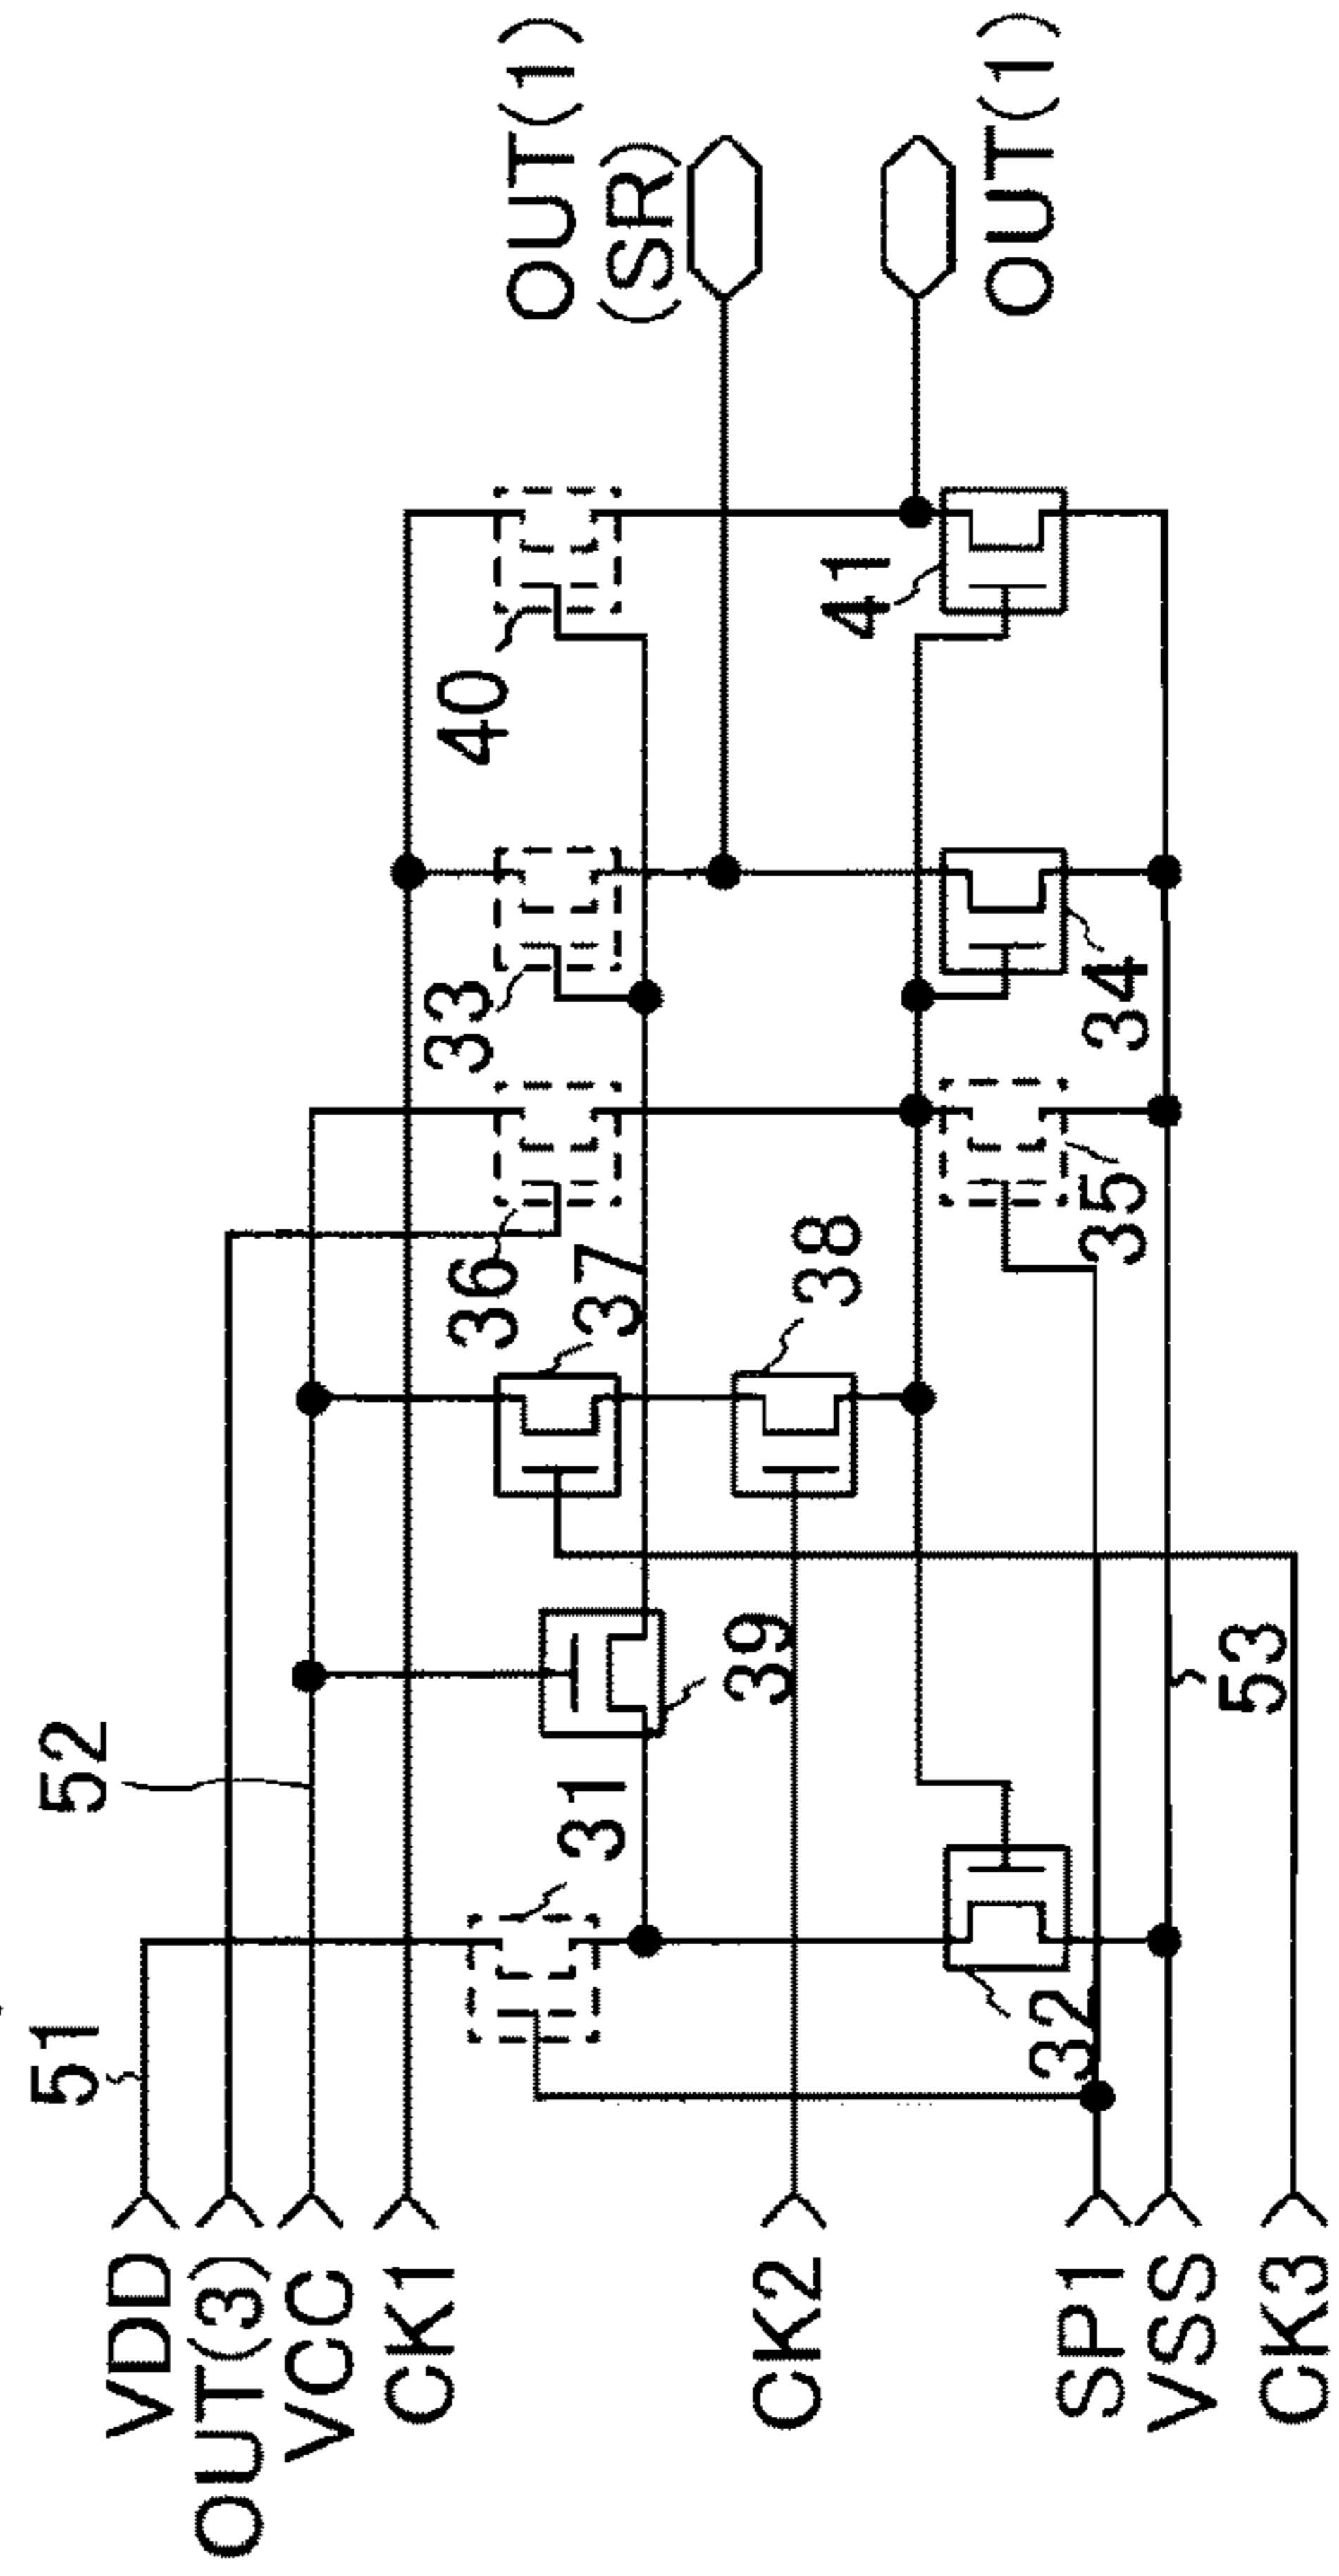 VDD
OUT(3)
VCC
CK1
CK2
SP1
VSS
CK3
51
52
53
31
32
39
37
38
36
35
33
34
40
41
OUT(1)
(SR)
OUT(1)